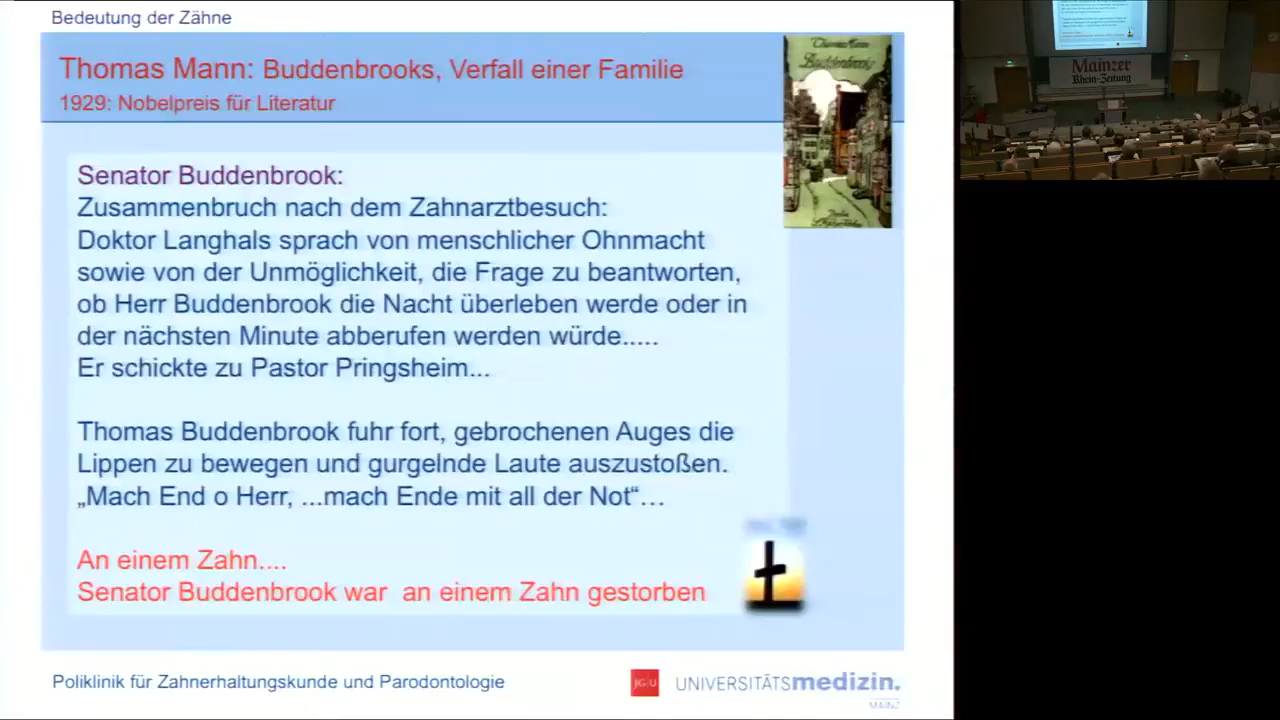 Bedeutung der Zähne
Thomas Mann: Buddenbrooks, Verfall einer Familie
1929: Nobelpreis für Literatur
Thomas Mann
Buddenbrooks
Senator Buddenbrook:
Zusammenbruch nach dem Zahnarztbesuch:
Doktor Langhals sprach von menschlicher Ohnmacht
sowie von der Unmöglichkeit, die Frage zu beantworten,
ob Herr Buddenbrook die Nacht überleben werde oder in
der nächsten Minute abberufen werden würde.....
Er schickte zu Pastor Pringsheim...
Thomas Buddenbrook fuhr fort, gebrochenen Auges die
Lippen zu bewegen und gurgelnde Laute auszustoßen.
„Mach End o Herr, ...mach Ende mit all der Not“…
An einem Zahn....
Senator Buddenbrook war an einem Zahn gestorben
Poliklinik für Zahnerhaltungskunde und Parodontologie
JG|U UNIVERSITÄTSmedizin.
MAINZ
Mainzer
Rhein-Zeitung